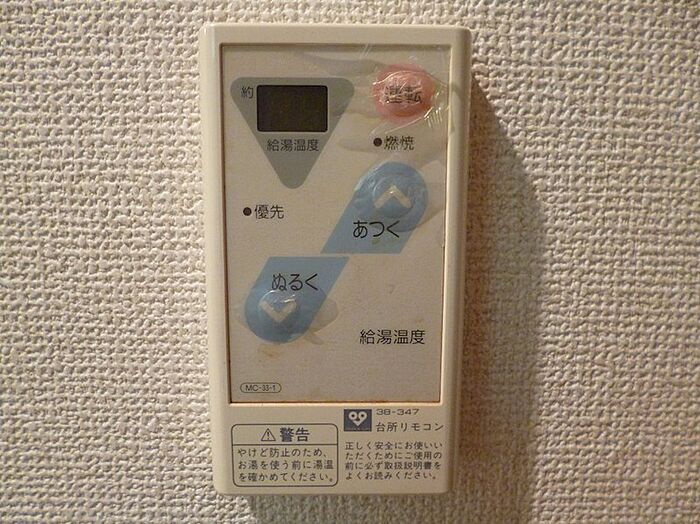 約
運転
給湯温度
燃焼
優先
あつく
ぬるく
給湯温度
MC-33-1
38-347
台所リモコン
警告
やけど防止のため、
お湯を使う前に湯温
を確かめてください。
正しく安全にお使いい
ただくためにご使用の
前に必ず取扱説明書を
よくお読みください。